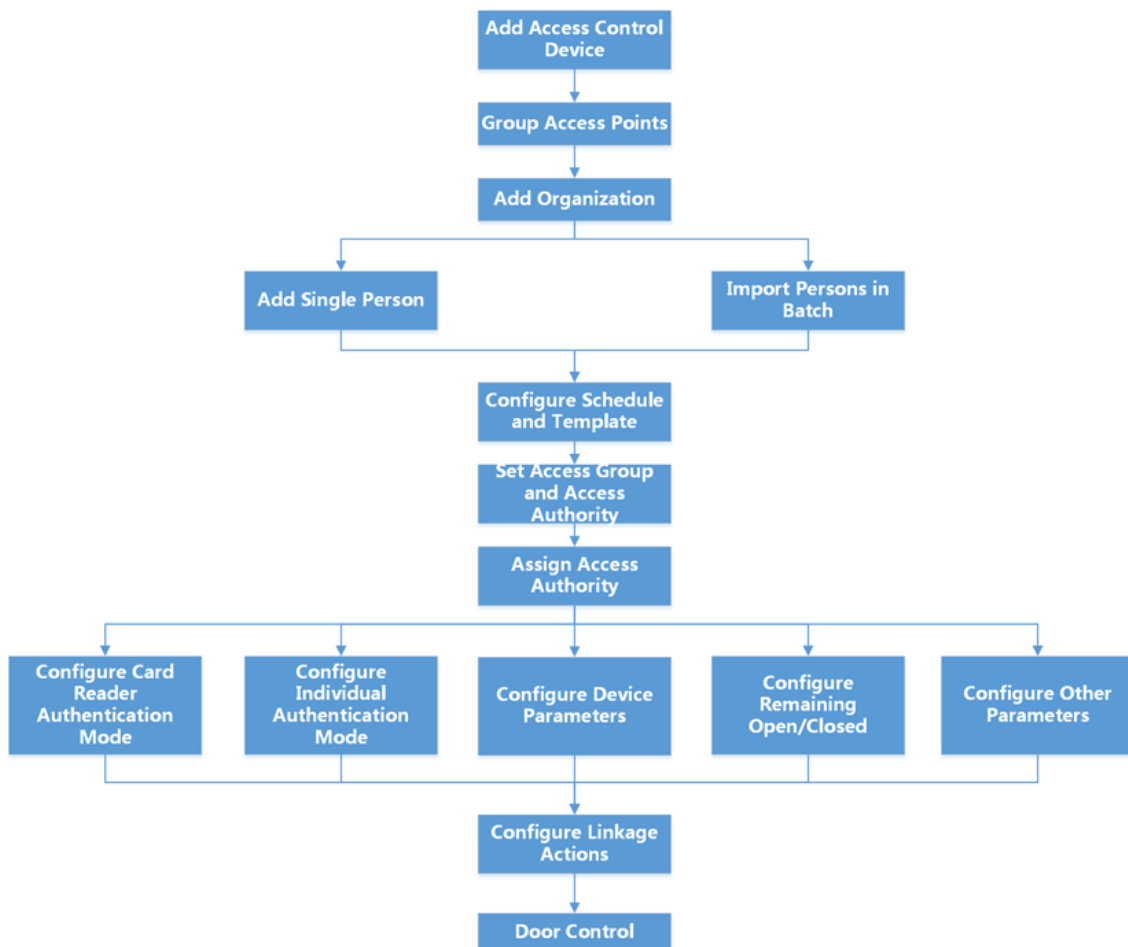 Add Access Control
Device
Group Access Points
Add Organization
Add Single Person
Import Persons in
Batch
Configure Schedule
and Template
Set Access Group
and Access
Authority
Assign Access
Authority
Configure Card
Reader
Authentication
Mode
Configure
Individual
Authentication
Mode
Configure Device
Parameters
Configure
Remaining
Open/Closed
Configure Other
Parameters
Configure Linkage
Actions
Door Control